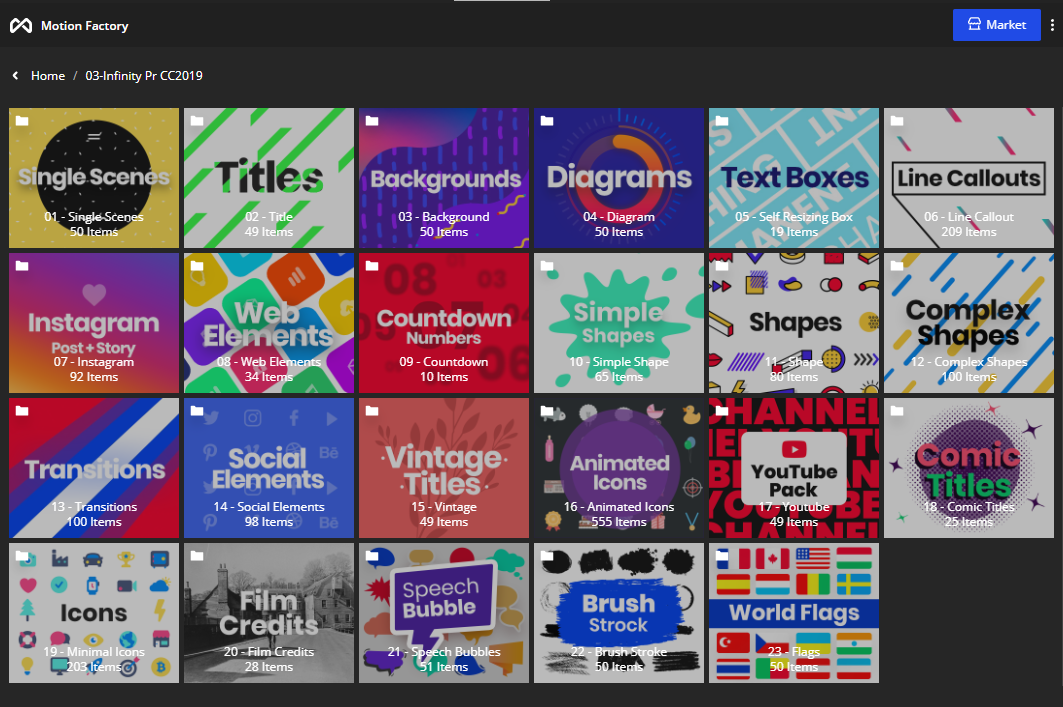 Motion Factory
Market
Home / 03-Infinity Pr CC2019
Single Scenes
01 - Single Scenes
50 Items
Titles
02 - Title
49 Items
Backgrounds
03 - Background
50 Items
Diagrams
04 - Diagram
50 Items
Text Boxes
05 - Self Resizing Box
19 Items
Line Callouts
06 - Line Callout
209 Items
Instagram
Post + Story
07 - Instagram
92 Items
Web
Elements
08 - Web Elements
34 Items
08
03
Countdown
Numbers
06
09 - Countdown
10 Items
Simple
Shapes
10 - Simple Shape
65 Items
Shapes
11 - Shape
80 Items
Complex
Shapes
12 - Complex Shapes
100 Items
Transitions
13 - Transitions
100 Items
Social
Elements
Bē
14 - Social Elements
98 Items
Bē
Vintage
Titles
15 - Vintage
49 Items
Animated
Icons
16 - Animated Icons
555 Items
CHANNEL
YouTube
Pack
YOUTUBE
17 - Youtube
49 Items
CHANNEL
Comic
Titles
18 - Comic Titles
25 Items
Icons
19 - Minimal Icons
203 Items
Film
Credits
20 - Film Credits
28 Items
Speech
Bubble
21 - Speech Bubbles
51 Items
Brush
Strock
22 - Brush Stroke
50 Items
World Flags
23 - Flags
50 Items